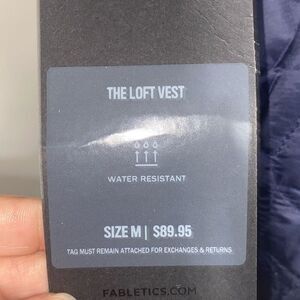 THE LOFT VEST
WATER RESISTANT
SIZE M | $89.95
TAG MUST REMAIN ATTACHED FOR EXCHANGES & RETURNS
FABLETICS.COM